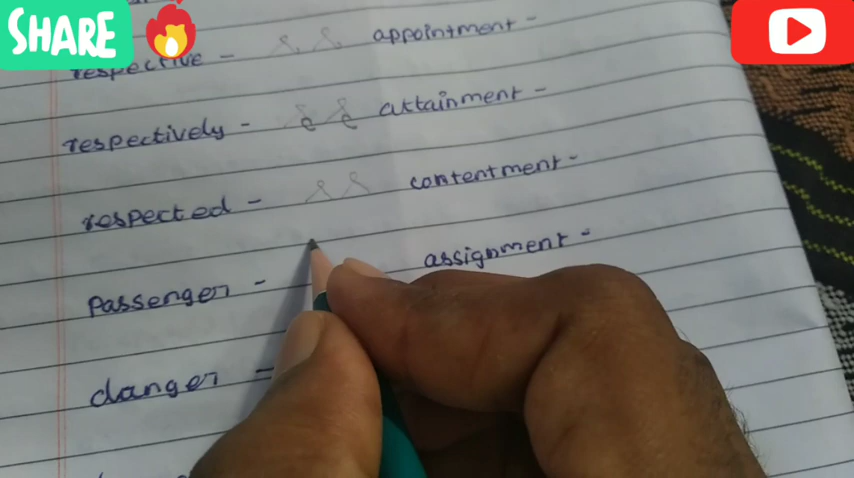 SHARE
respective - appointment -
respectively - attainment -
respected - contentment -
Passenger - assignment -
danger -